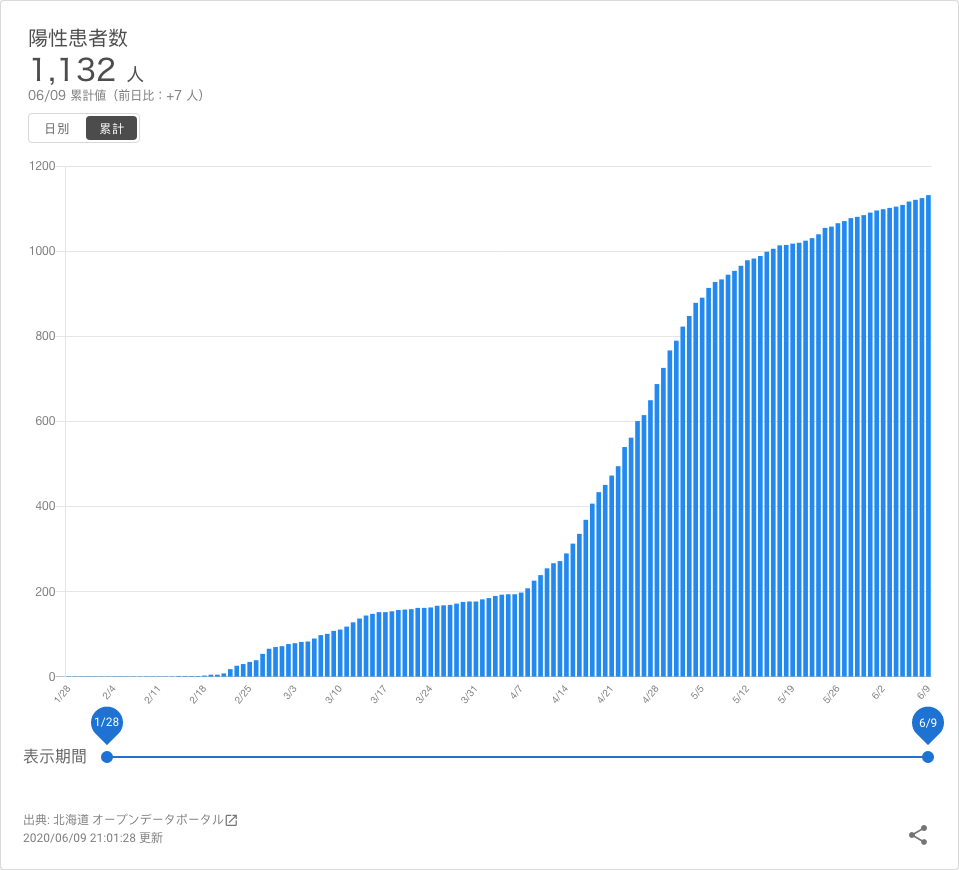 陽性患者数
1,132 人
06/09 累計値（前日比：+7 人）
日別 累計
1200
1000
800
600
400
200
0
1/28 2/4 2/11 2/18 2/25 3/3 3/10 3/17 3/24 3/31 4/7 4/14 4/21 4/28 5/5 5/12 5/19 5/26 6/2 6/9
1/28 6/9
表示期間
出典: 北海道 オープンデータポータル
2020/06/09 21:01:28 更新